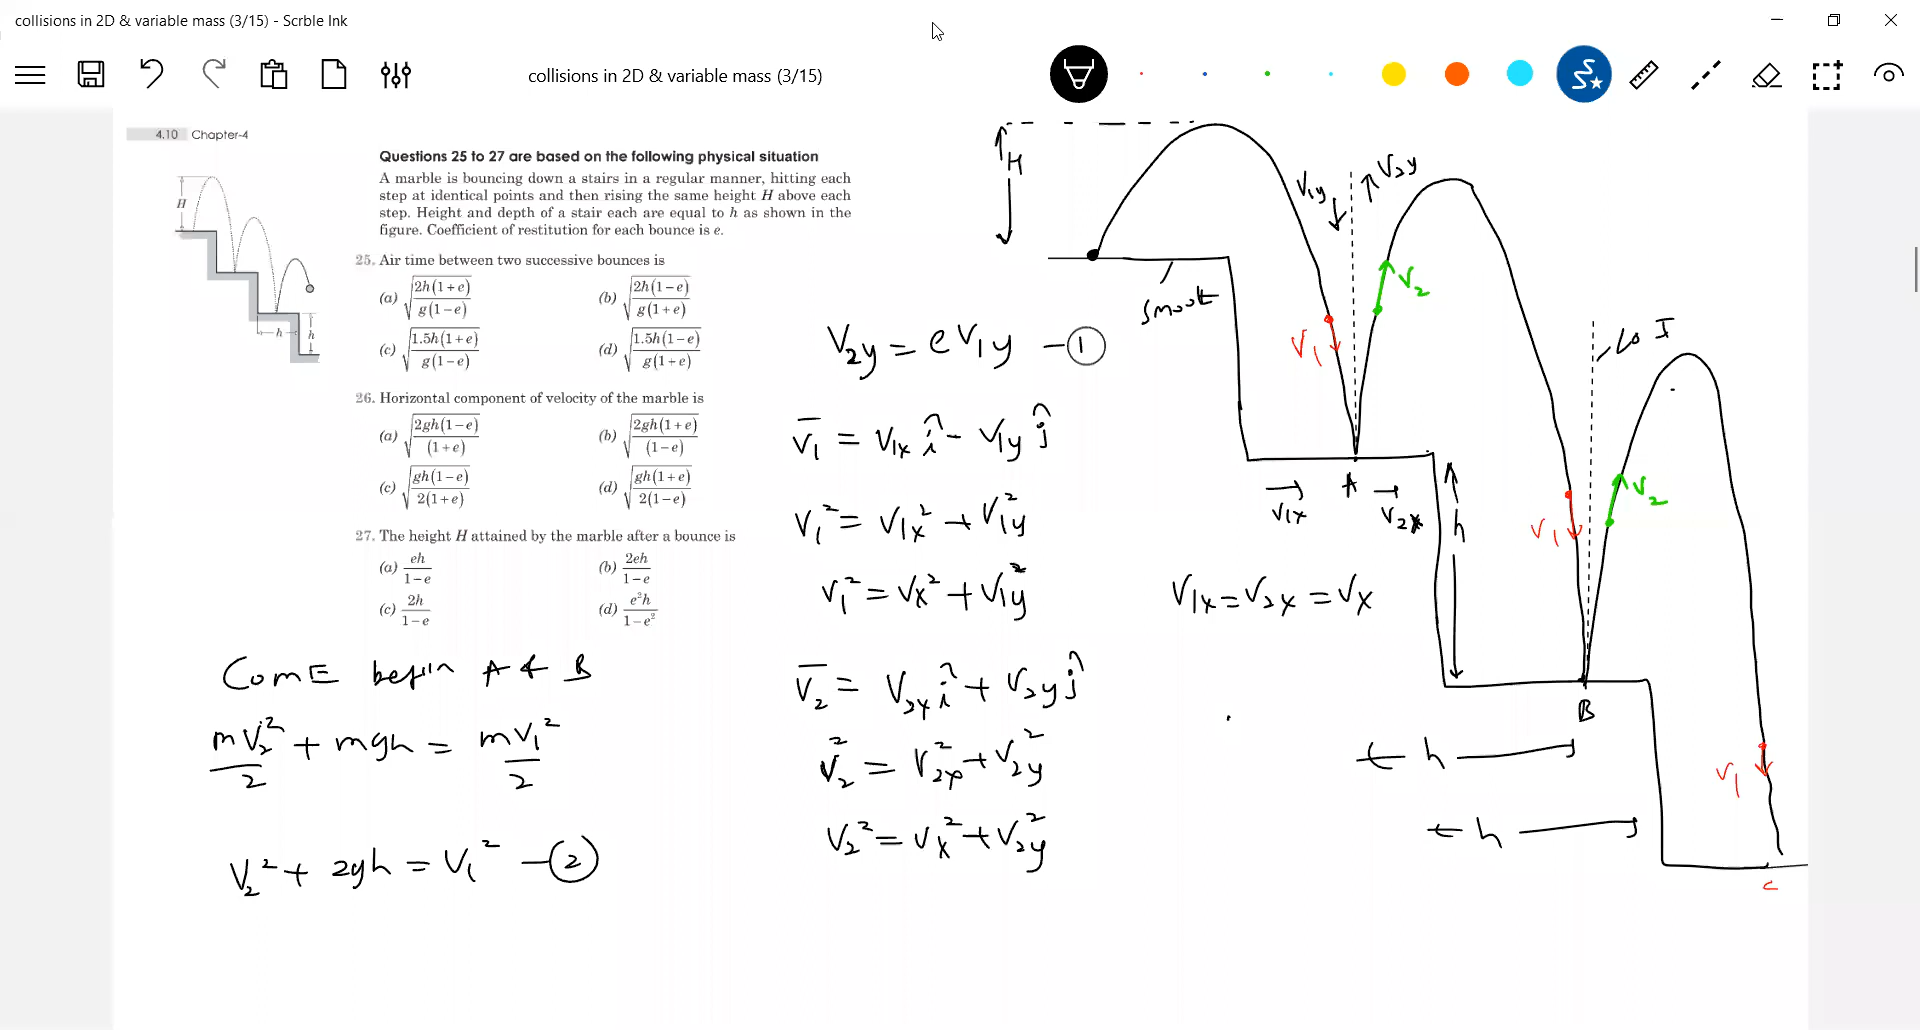 collisions in 2D & variable mass (3/15) - Scrble Ink
collisions in 2D & variable mass (3/15)
4.10 Chapter-4
Questions 25 to 27 are based on the following physical situation
A marble is bouncing down a stairs in a regular manner, hitting each
step at identical points and then rising the same height H above each
step. Height and depth of a stair each are equal to h as shown in the
figure. Coefficient of restitution for each bounce is e.
H
h
h
25. Air time between two successive bounces is
(a) √(2h(1+e)/g(1−e)) (b) √(2h(1−e)/g(1+e))
(c) √(1.5h(1+e)/g(1−e)) (d) √(1.5h(1−e)/g(1+e))
26. Horizontal component of velocity of the marble is
(a) √(2gh(1−e)/(1+e)) (b) √(2gh(1+e)/(1−e))
(c) √(gh(1−e)/2(1+e)) (d) √(gh(1+e)/2(1−e))
27. The height H attained by the marble after a bounce is
(a) eh/1−e (b) 2eh/1−e
(c) 2h/1−e (d) e²h/1−e²
COME A & B
mV₂²/2 + mgh = mV₁²/2
V₂² + 2gh = V₁² – ②
V₂y = eV₁y – ①
V̄₁ = V₁x î − V₁y ĵ
V₁² = V₁x² + V₁y²
V₁² = Vx² + V₁y²
V̄₂ = V₂x î + V₂y ĵ
V₂² = V₂x² + V₂y²
V₂² = Vx² + V₂y²
H
V₁y
V₂y
V₂
V₁
smooth
LOI
A
V₁x
V₂x
h
V₁
V₂
V₁x = V₂x = Vx
B
h
V₁
h
C